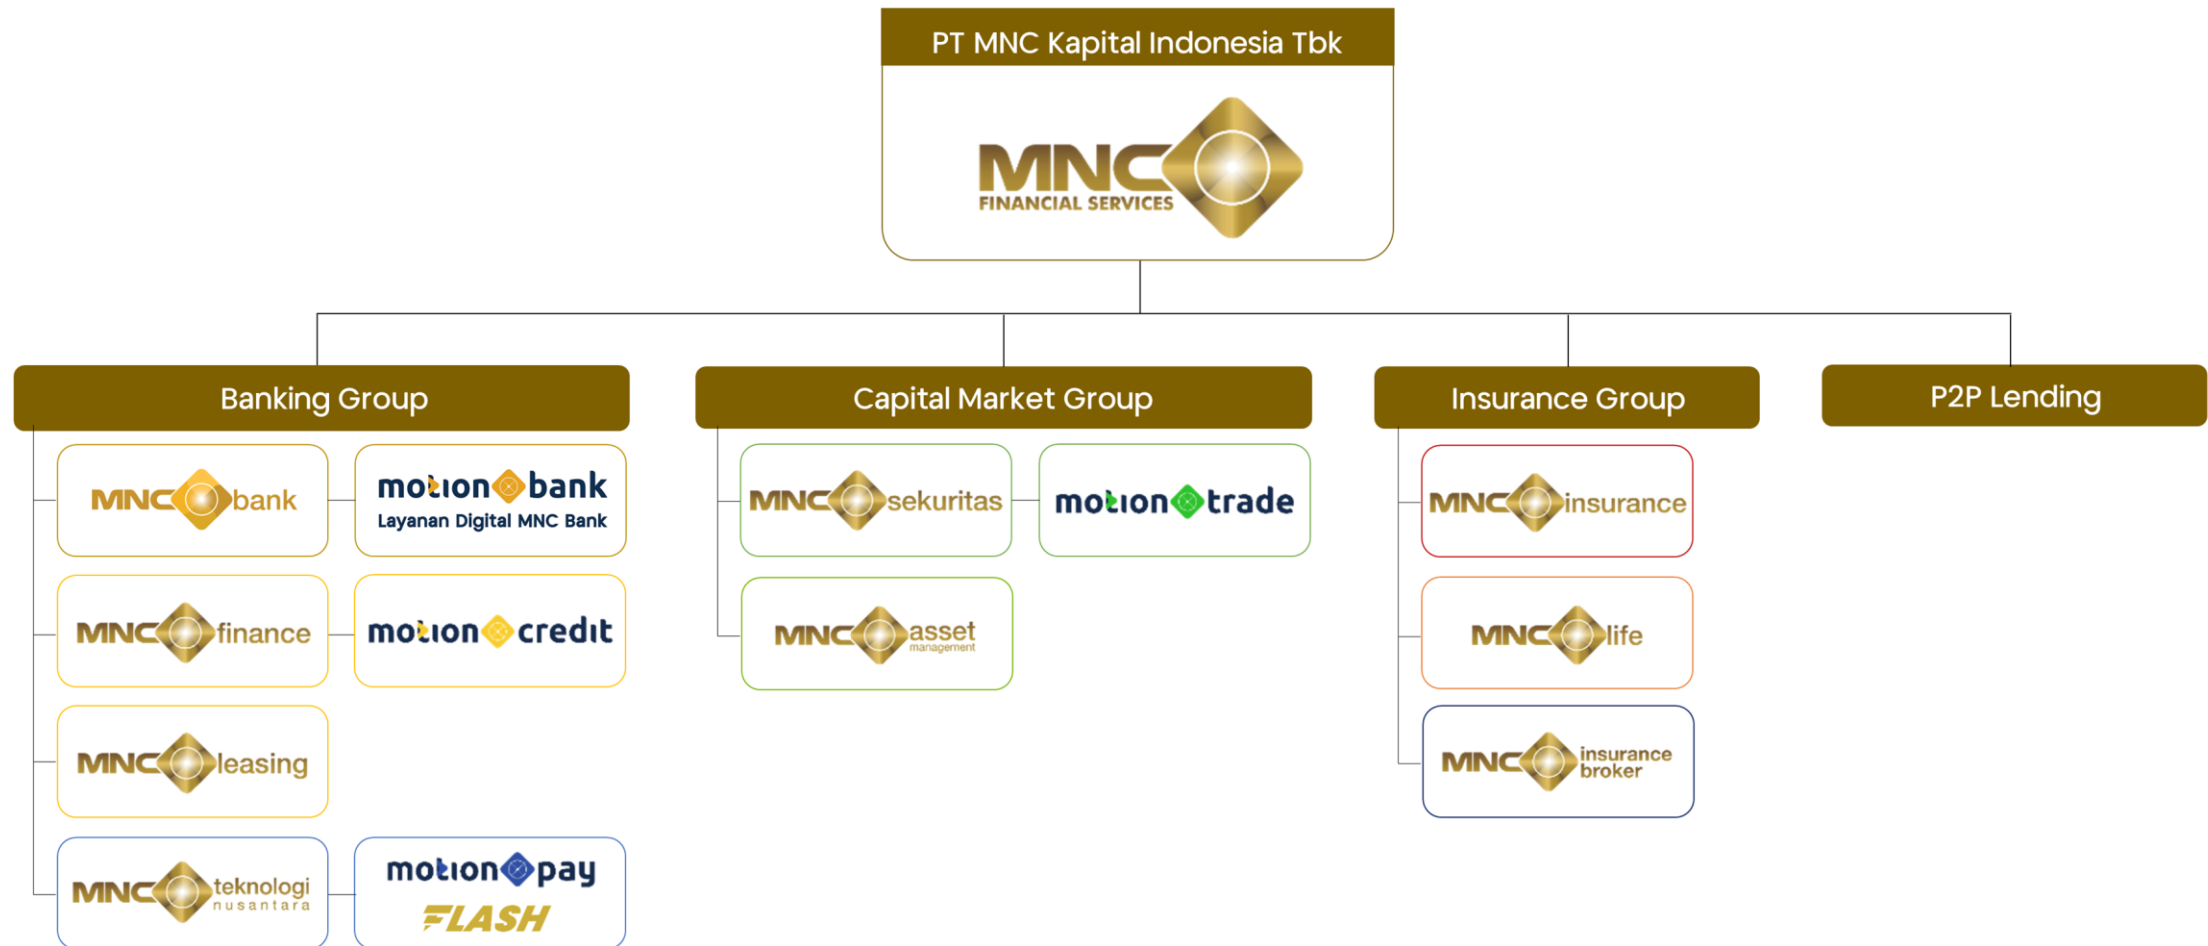 PT MNC Kapital Indonesia Tbk
MNC
FINANCIAL SERVICES
Banking Group
MNC bank
motion bank
Layanan Digital MNC Bank
MNC finance
motion credit
MNC leasing
MNC teknologi
nusantara
motion pay
FLASH
Capital Market Group
MNC sekuritas
motion trade
MNC asset
management
Insurance Group
MNC insurance
MNC life
MNC insurance
broker
P2P Lending